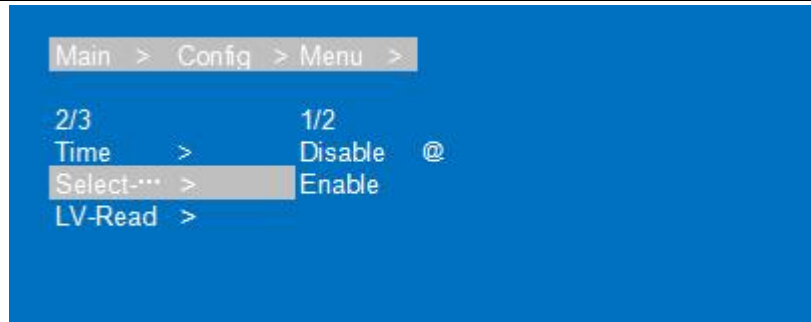 Main > Config > Menu >
2/3 1/2
Time > Disable @
Select-··· > Enable
LV-Read >